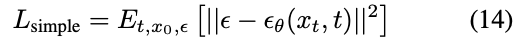 L_simple = E_{t,x_0,ϵ} [||ϵ − ϵ_θ(x_t, t)||²] (14)